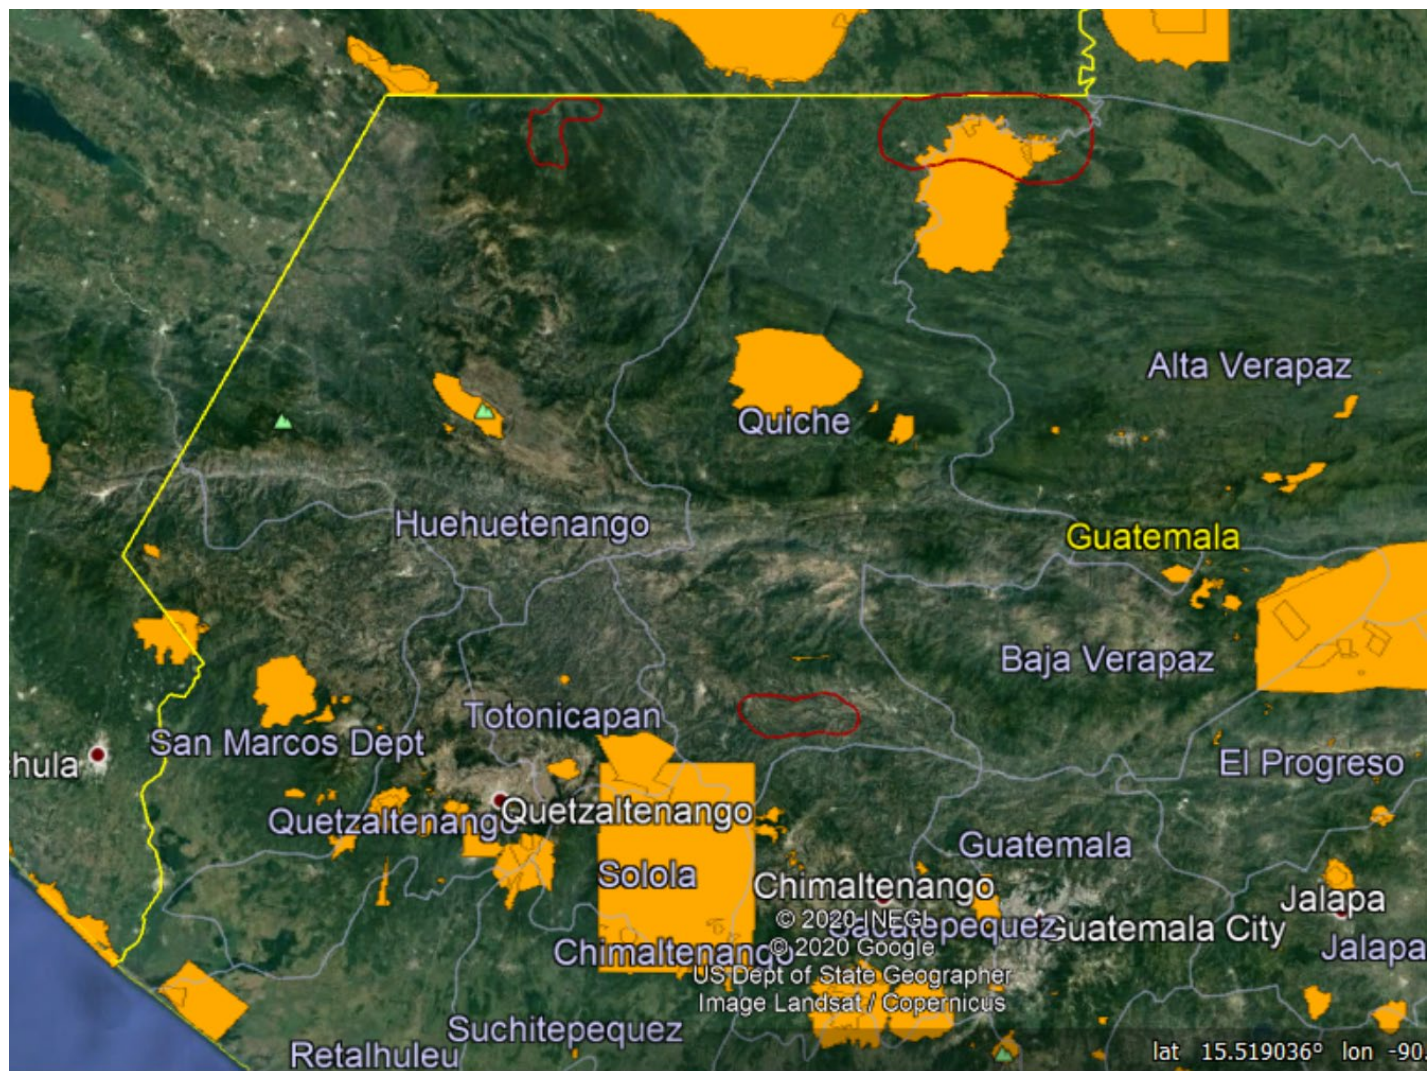 Alta Verapaz
Quiche
Huehuetenango
Guatemala
Baja Verapaz
Totonicapan
San Marcos Dept
hula
El Progreso
Quetzaltenango
Quetzaltenango
Guatemala
Solola
Chimaltenango
Jalapa
© 2020 INEGI
Sacatepequez
Guatemala City
© 2020 Google
Chimaltenango
Jalapa
US Dept of State Geographer
Image Landsat / Copernicus
Suchitepequez
Retalhuleu
lat 15.519036° lon -90.